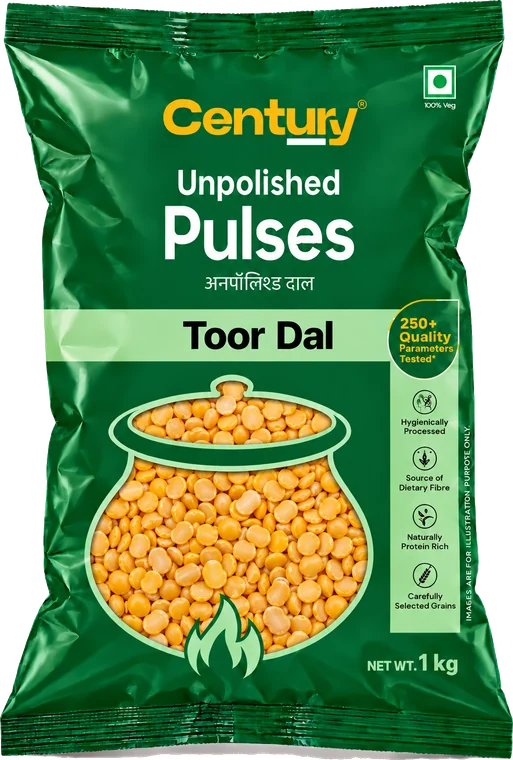 Century®
100% Veg
Unpolished
Pulses
अनपॉलिश्ड दाल
Toor Dal
250+
Quality
Parameters
Tested*
Hygienically
Processed
Source of
Dietary Fibre
Naturally
Protein Rich
Carefully
Selected Grains
IMAGES ARE FOR ILLUSTRATION PURPOSE ONLY.
NET WT. 1 kg